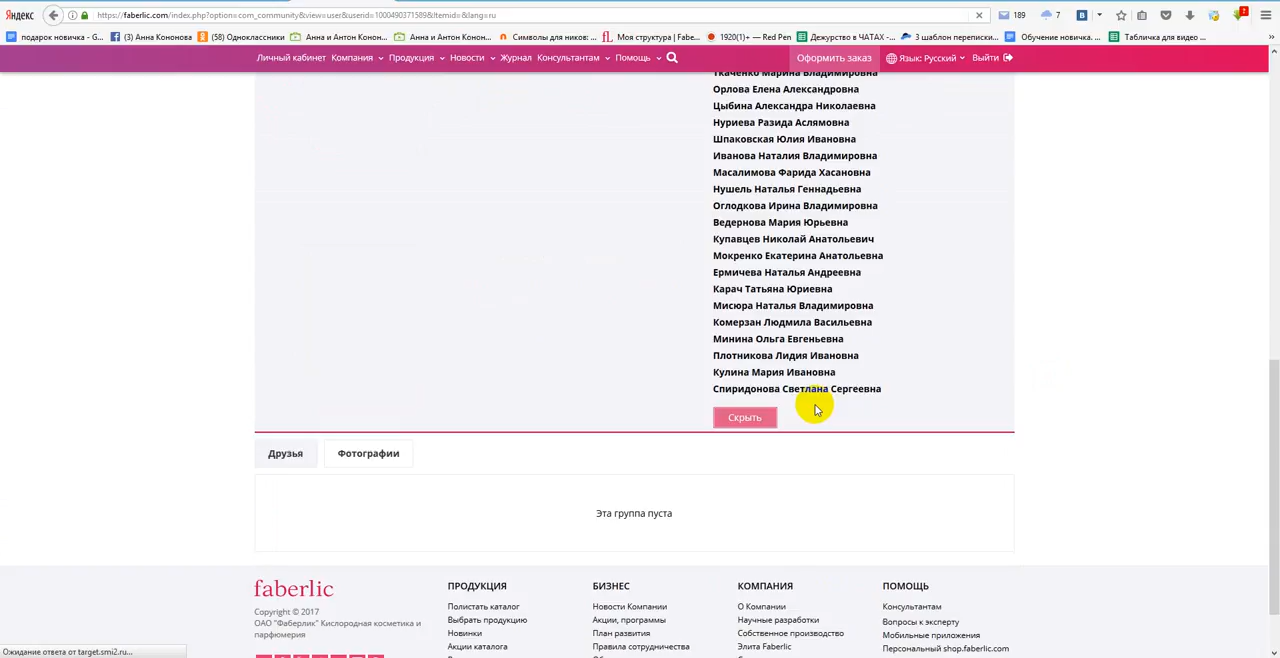 Яндекс
https://faberlic.com/index.php?option=com_community&view=user&userid=1000490371589&Itemid=&lang=ru
189
7
подарок новичка - G...
(3) Анна Кононова
(58) Одноклассники
Анна и Антон Конон...
Анна и Антон Конон...
Символы для ников: ...
Моя структура | Fabe...
1920(1)+ — Red Pen
Дежурство в ЧАТАХ -...
3 шаблон переписки...
Обучение новичка. ...
Табличка для видео ...
Личный кабинет
Компания
Продукция
Новости
Журнал
Консультантам
Помощь
Оформить заказ
Язык: Русский
Выйти
Ткаченко Марина Владимировна
Орлова Елена Александровна
Цыбина Александра Николаевна
Нуриева Разида Аслямовна
Шпаковская Юлия Ивановна
Иванова Наталия Владимировна
Масалимова Фарида Хасановна
Нушель Наталья Геннадьевна
Оглодкова Ирина Владимировна
Ведернова Мария Юрьевна
Купавцев Николай Анатольевич
Мокренко Екатерина Анатольевна
Ермичева Наталья Андреевна
Карач Татьяна Юриевна
Мисюра Наталья Владимировна
Комерзан Людмила Васильевна
Минина Ольга Евгеньевна
Плотникова Лидия Ивановна
Кулина Мария Ивановна
Спиридонова Светлана Сергеевна
Скрыть
Друзья
Фотографии
Эта группа пуста
faberlic
Copyright © 2017
ОАО "Фаберлик" Кислородная косметика и
парфюмерия
ПРОДУКЦИЯ
Полистать каталог
Выбрать продукцию
Новинки
Акции каталога
БИЗНЕС
Новости Компании
Акции, программы
План развития
Правила сотрудничества
КОМПАНИЯ
О Компании
Научные разработки
Собственное производство
Элита Faberlic
ПОМОЩЬ
Консультантам
Вопросы к эксперту
Мобильные приложения
Персональный shop.faberlic.com
Ожидание ответа от target.smi2.ru...